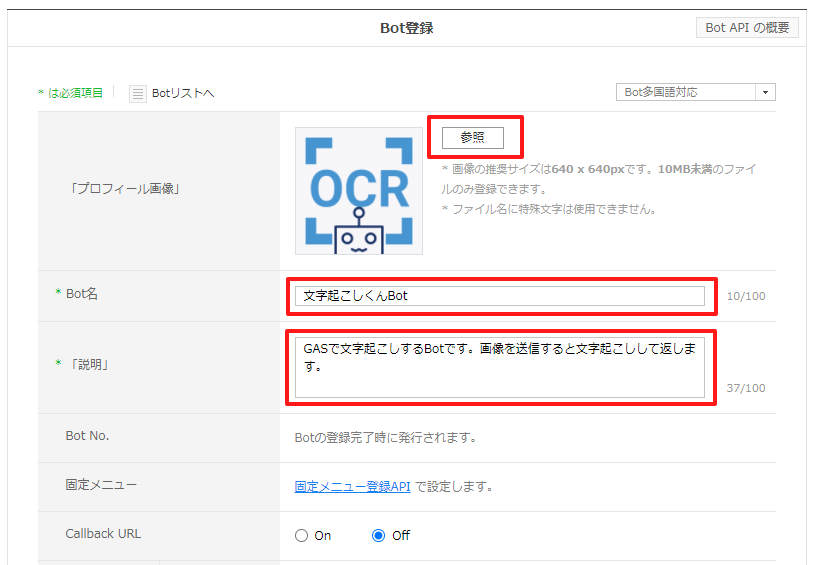 Bot登録
Bot API の概要
* は必須項目
Botリストへ
Bot多国語対応
「プロフィール画像」
OCR
参照
* 画像の推奨サイズは640 x 640pxです。10MB未満のファイ
ルのみ登録できます。
* ファイル名に特殊文字は使用できません。
* Bot名
文字起こしくんBot
10/100
* 「説明」
GASで文字起こしするBotです。画像を送信すると文字起こしして返しま
す。
37/100
Bot No.
Botの登録完了時に発行されます。
固定メニュー
固定メニュー登録API で設定します。
Callback URL
On
Off